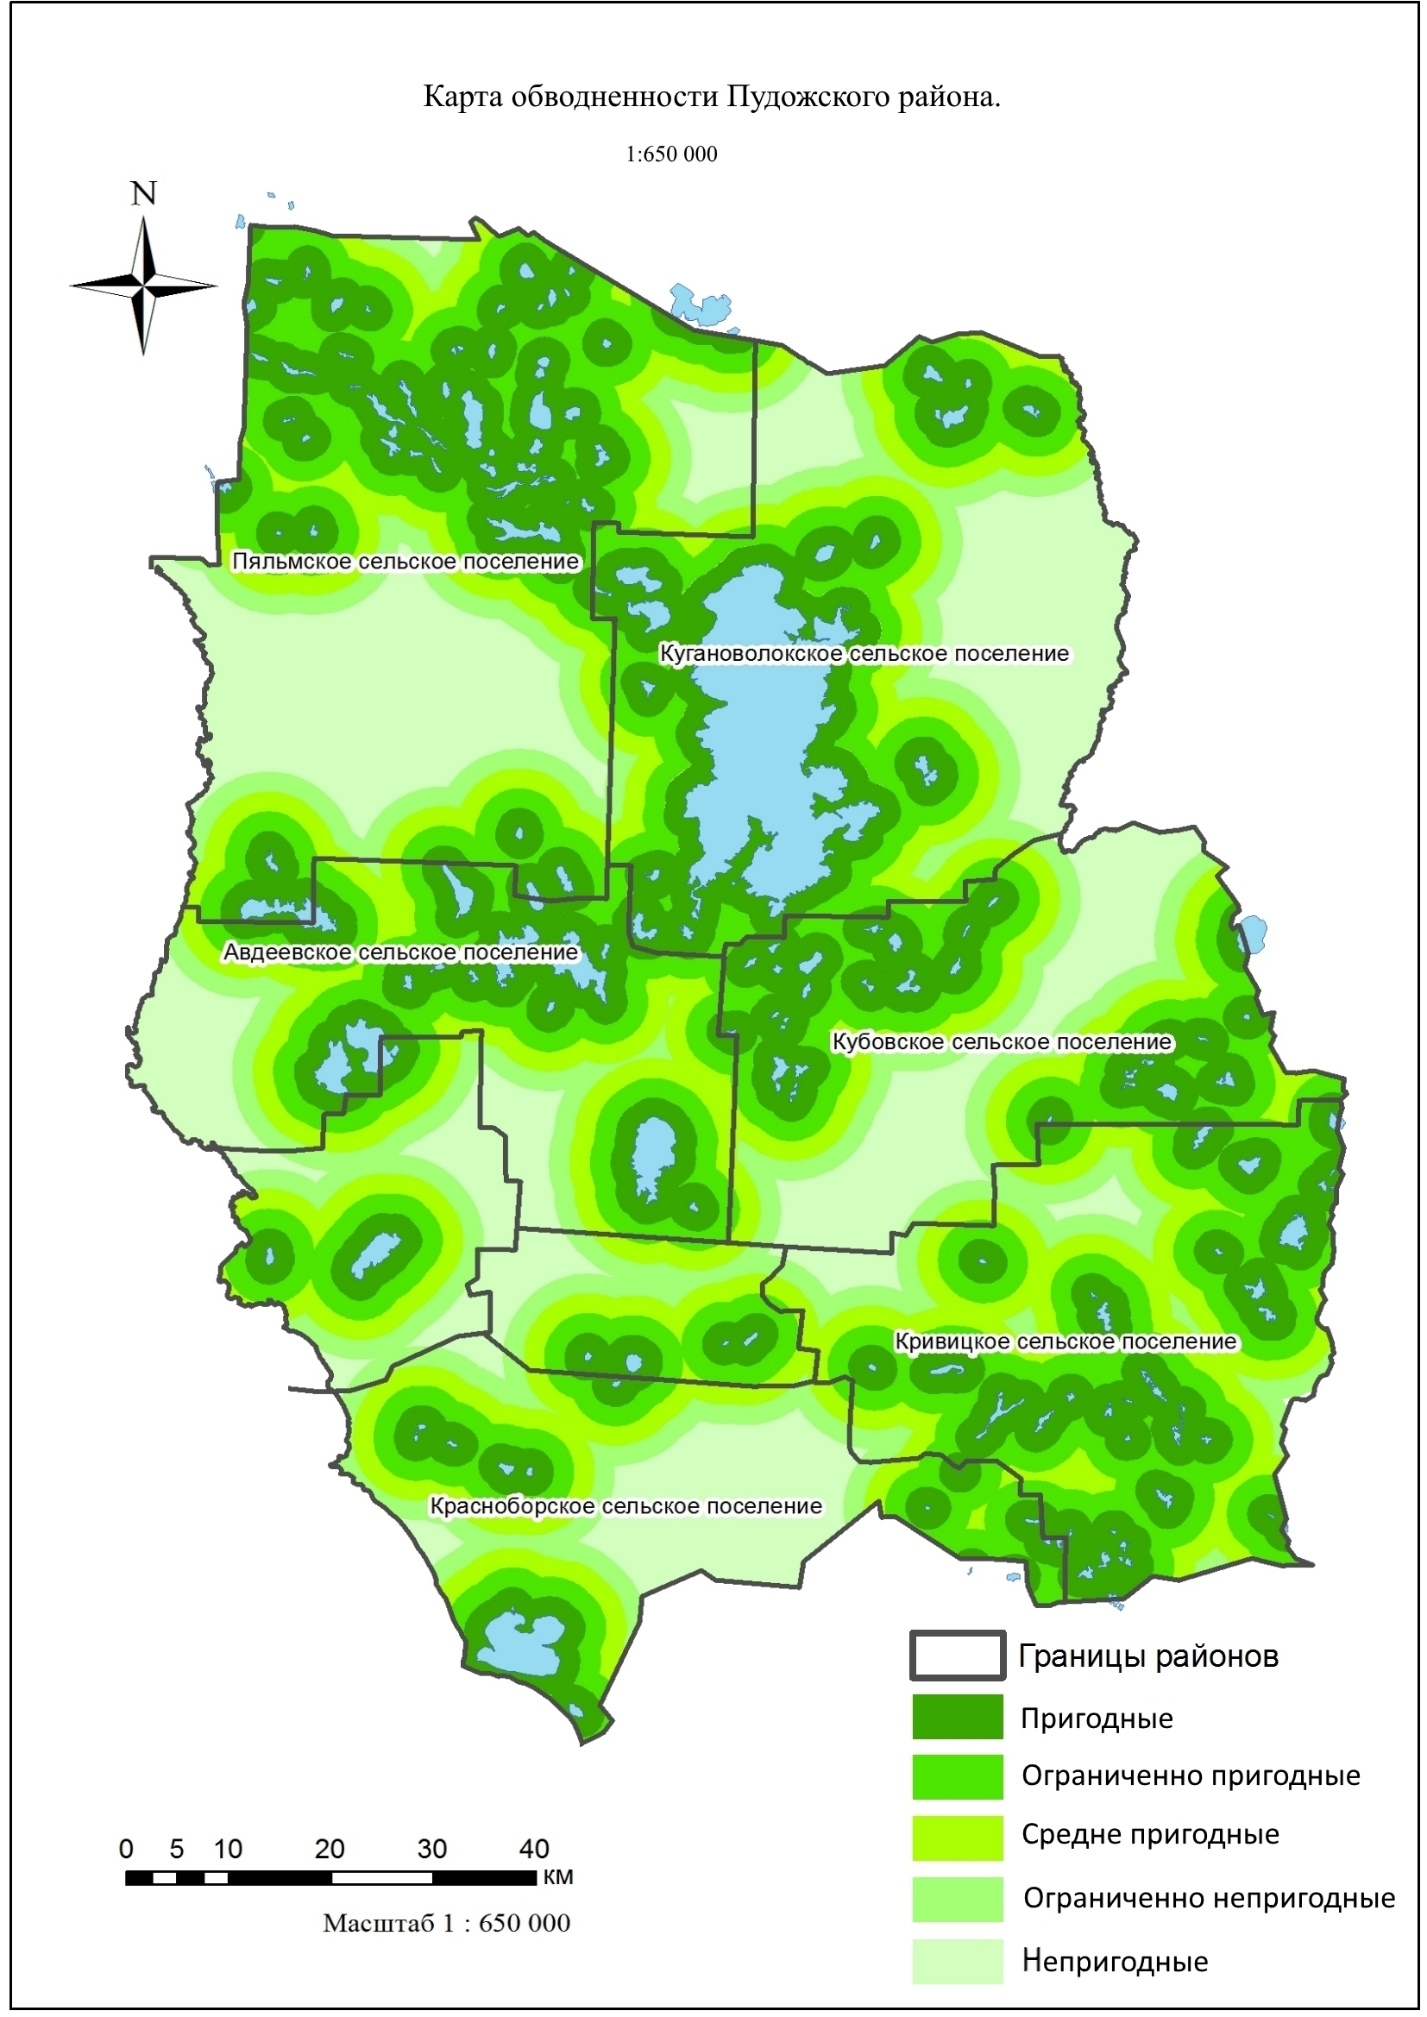 Карта обводненности Пудожского района.
1:650 000
N
Пяльмское сельское поселение
Кугановолокское сельское поселение
Авдеевское сельское поселение
Кубовское сельское поселение
Кривицкое сельское поселение
Красноборское сельское поселение
Границы районов
Пригодные
Ограниченно пригодные
Средне пригодные
Ограниченно непригодные
Непригодные
0 5 10 20 30 40
км
Масштаб 1 : 650 000